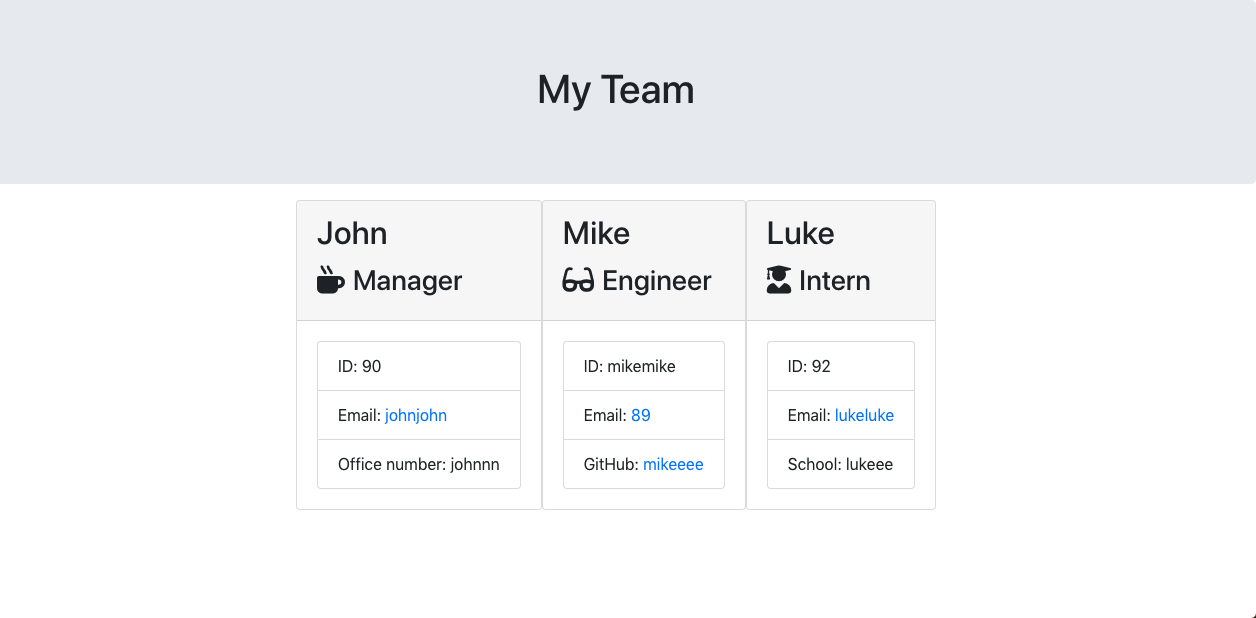 My Team
John
Manager
ID: 90
Email: johnjohn
Office number: johnnn
Mike
Engineer
ID: mikemike
Email: 89
GitHub: mikeeee
Luke
Intern
ID: 92
Email: lukeluke
School: lukeee